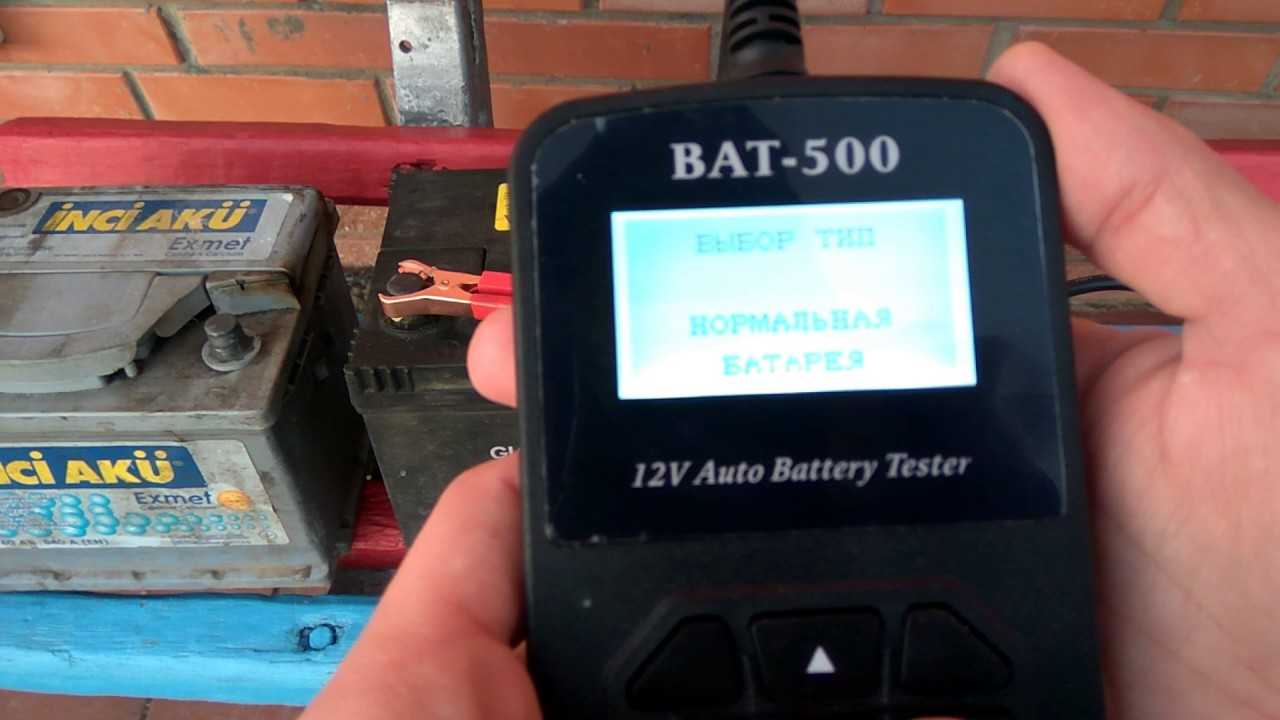 BAT-500
ВЫБОР ТИП
НОРМАЛЬНАЯ
БАТАРЕЯ
12V Auto Battery Tester
İNCİ AKÜ
Exmet
NCİ AKÜ
Exmet